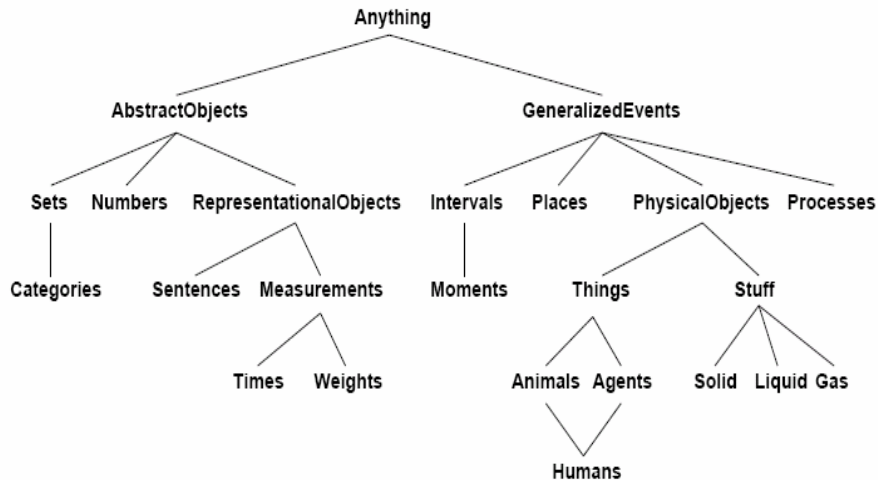 Anything
AbstractObjects GeneralizedEvents
Sets Numbers RepresentationalObjects Intervals Places PhysicalObjects Processes
Categories Sentences Measurements Moments Things Stuff
Times Weights Animals Agents Solid Liquid Gas
Humans